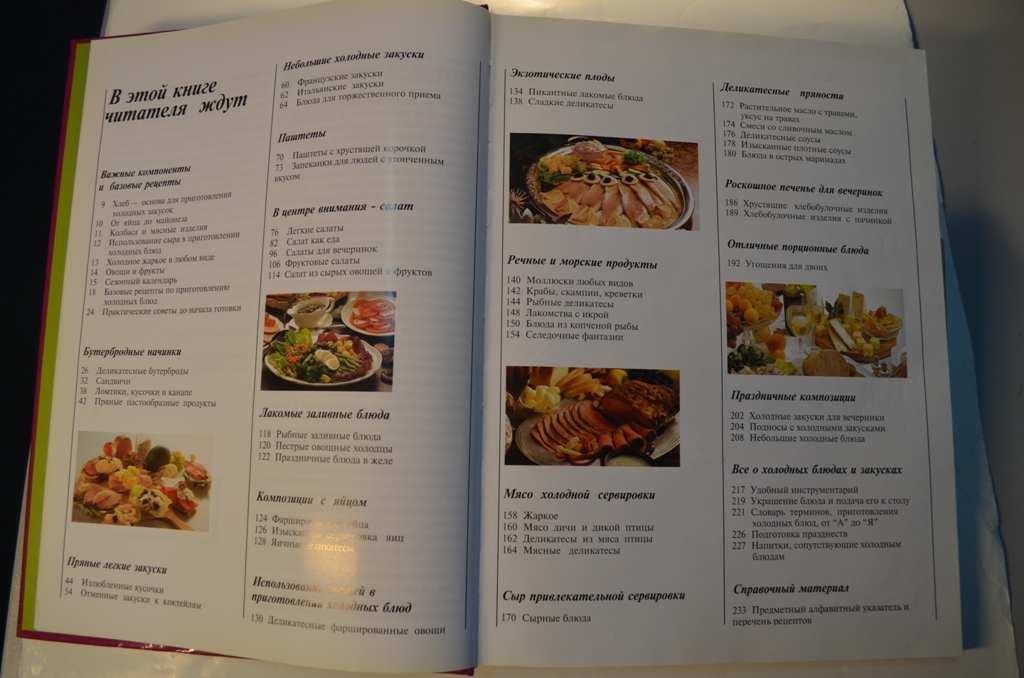 В этой книге
читателя ждут
Важные компоненты
и базовые рецепты
9 Хлеб — основа для приготовления
холодных закусок
10 От яйца до майонеза
11 Колбаса и мясные изделия
12 Использование сыра в приготовлении
холодных блюд
13 Холодное жаркое в любом виде
14 Овощи и фрукты
15 Сезонный календарь
18 Базовые рецепты по приготовлению
холодных блюд
24 Практические советы до начала готовки
Бутербродные начинки
26 Деликатесные бутерброды
32 Сандвичи
38 Ломтики, кусочки и канапе
42 Пряные пастообразные продукты
Пряные легкие закуски
44 Излюбленные кусочки
54 Отменные закуски к коктейлям
Небольшие холодные закуски
60 Французские закуски
62 Итальянские закуски
64 Блюда для торжественного приема
Паштеты
70 Паштеты с хрустящей корочкой
73 Запеканки для людей с утонченным
вкусом
В центре внимания - салат
76 Легкие салаты
82 Салат как еда
96 Салаты для вечеринок
106 Фруктовые салаты
114 Салат из сырых овощей и фруктов
Лакомые заливные блюда
118 Рыбные заливные блюда
120 Пестрые овощные холодцы
122 Праздничные блюда в желе
Композиции с яйцом
124 Фаршированные яйца
126 Изысканная сервировка яиц
128 Яичные деликатесы
Использование овощей в
приготовлении холодных блюд
130 Деликатесные фаршированные овощи
Экзотические плоды
134 Пикантные лакомые блюда
138 Сладкие деликатесы
Речные и морские продукты
140 Моллюски любых видов
142 Крабы, скампии, креветки
144 Рыбные деликатесы
148 Лакомства с икрой
150 Блюда из копченой рыбы
154 Селедочные фантазии
Мясо холодной сервировки
158 Жаркое
160 Мясо дичи и дикой птицы
162 Деликатесы из мяса птицы
164 Мясные деликатесы
Сыр привлекательной сервировки
170 Сырные блюда
Деликатесные пряности
172 Растительное масло с травами,
уксус на травах
174 Смеси со сливочным маслом
176 Деликатесные соусы
178 Изысканные плотные соусы
180 Блюда в острых маринадах
Роскошное печенье для вечеринок
186 Хрустящие хлебобулочные изделия
189 Хлебобулочные изделия с начинкой
Отличные порционные блюда
192 Угощения для двоих
Праздничные композиции
202 Холодные закуски для вечеринки
204 Подносы с холодными закусками
208 Небольшие холодные блюда
Все о холодных блюдах и закусках
217 Удобный инструментарий
219 Украшение блюда и подача его к столу
221 Словарь терминов, приготовления
холодных блюд, от “А” до “Я”
226 Подготовка празднеств
227 Напитки, сопутствующие холодным
блюдам
Справочный материал
233 Предметный алфавитный указатель и
перечень рецептов